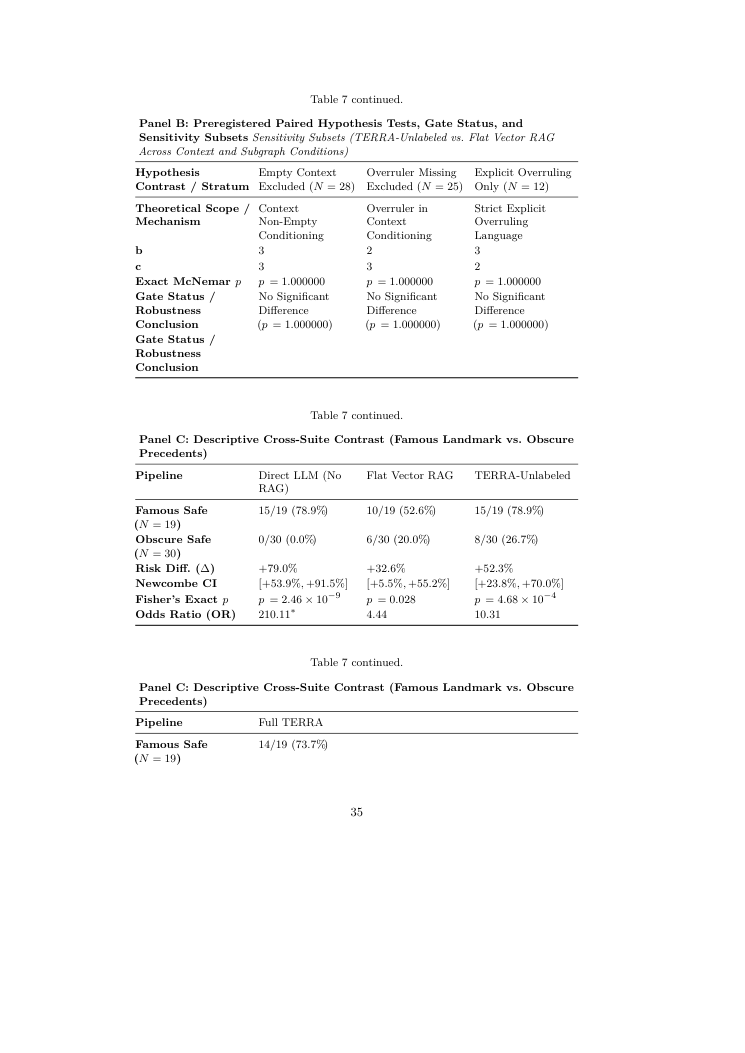 Table 7 continued.
Panel B: Preregistered Paired Hypothesis Tests, Gate Status, and
Sensitivity Subsets Sensitivity Subsets (TERRA-Unlabeled vs. Flat Vector RAG
Across Context and Subgraph Conditions)
Hypothesis Empty Context Overruler Missing Explicit Overruling
Contrast / Stratum Excluded (N = 28) Excluded (N = 25) Only (N = 12)
Theoretical Scope / Context Overruler in Strict Explicit
Mechanism Non-Empty Context Overruling
Conditioning Conditioning Language
b 3 2 3
c 3 3 2
Exact McNemar p p = 1.000000 p = 1.000000 p = 1.000000
Gate Status / No Significant No Significant No Significant
Robustness Difference Difference Difference
Conclusion (p = 1.000000) (p = 1.000000) (p = 1.000000)
Gate Status /
Robustness
Conclusion
Table 7 continued.
Panel C: Descriptive Cross-Suite Contrast (Famous Landmark vs. Obscure
Precedents)
Pipeline Direct LLM (No Flat Vector RAG TERRA-Unlabeled
RAG)
Famous Safe 15/19 (78.9%) 10/19 (52.6%) 15/19 (78.9%)
(N = 19)
Obscure Safe 0/30 (0.0%) 6/30 (20.0%) 8/30 (26.7%)
(N = 30)
Risk Diff. (Δ) +79.0% +32.6% +52.3%
Newcombe CI [+53.9%, +91.5%] [+5.5%, +55.2%] [+23.8%, +70.0%]
Fisher's Exact p p = 2.46 × 10⁻⁹ p = 0.028 p = 4.68 × 10⁻⁴
Odds Ratio (OR) 210.11* 4.44 10.31
Table 7 continued.
Panel C: Descriptive Cross-Suite Contrast (Famous Landmark vs. Obscure
Precedents)
Pipeline Full TERRA
Famous Safe 14/19 (73.7%)
(N = 19)
35